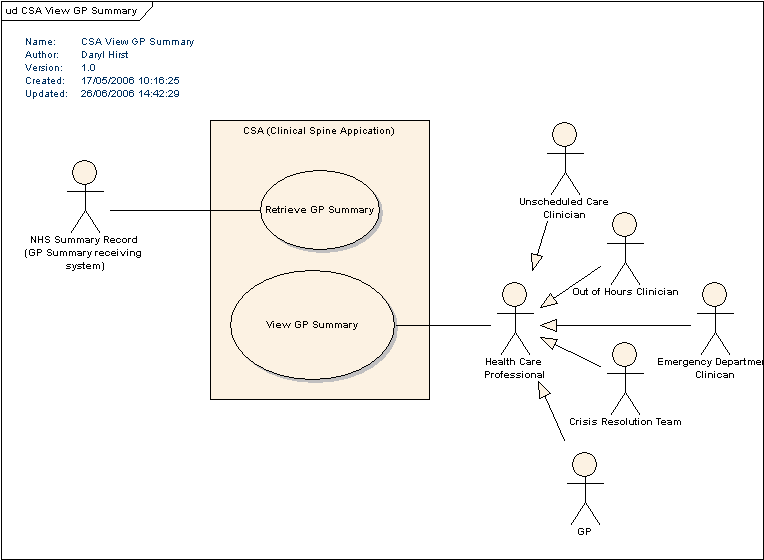 ud CSA View GP Summary
Name: CSA View GP Summary
Author: Daryl Hirst
Version: 1.0
Created: 17/05/2006 10:16:25
Updated: 26/06/2006 14:42:29
CSA (Clinical Spine Appication)
Retrieve GP Summary
View GP Summary
NHS Summary Record
(GP Summary receiving
system)
Unscheduled Care
Clinician
Out of Hours Clinician
Health Care
Professional
Emergency Departmen
Clinican
Crisis Resolution Team
GP